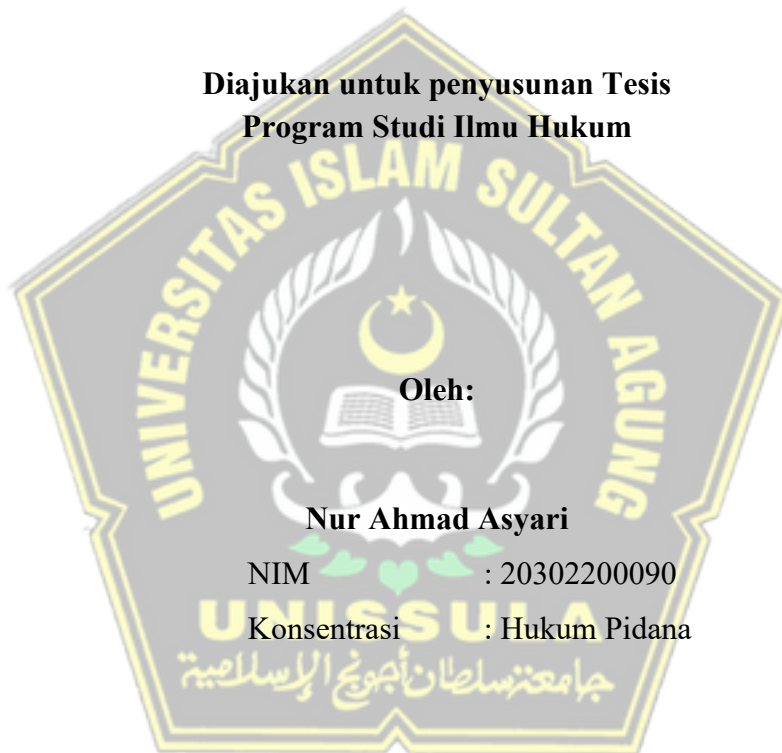 Diajukan untuk penyusunan Tesis
Program Studi Ilmu Hukum
UNIVERSITAS ISLAM SULTAN AGUNG
Oleh:
Nur Ahmad Asyari
NIM : 20302200090
Konsentrasi : Hukum Pidana
UNISSULA
جامعة سلطان أجونج الإسلامية